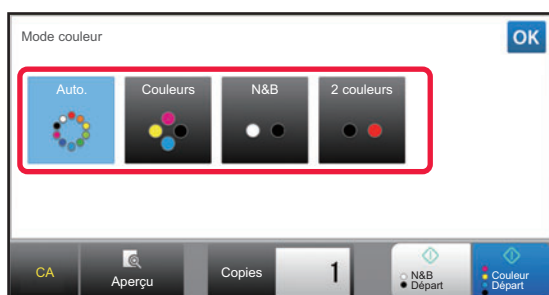 Mode couleur
OK
Auto.
Couleurs
N&B
2 couleurs
CA
Aperçu
Copies
1
N&B
Départ
Couleur
Départ